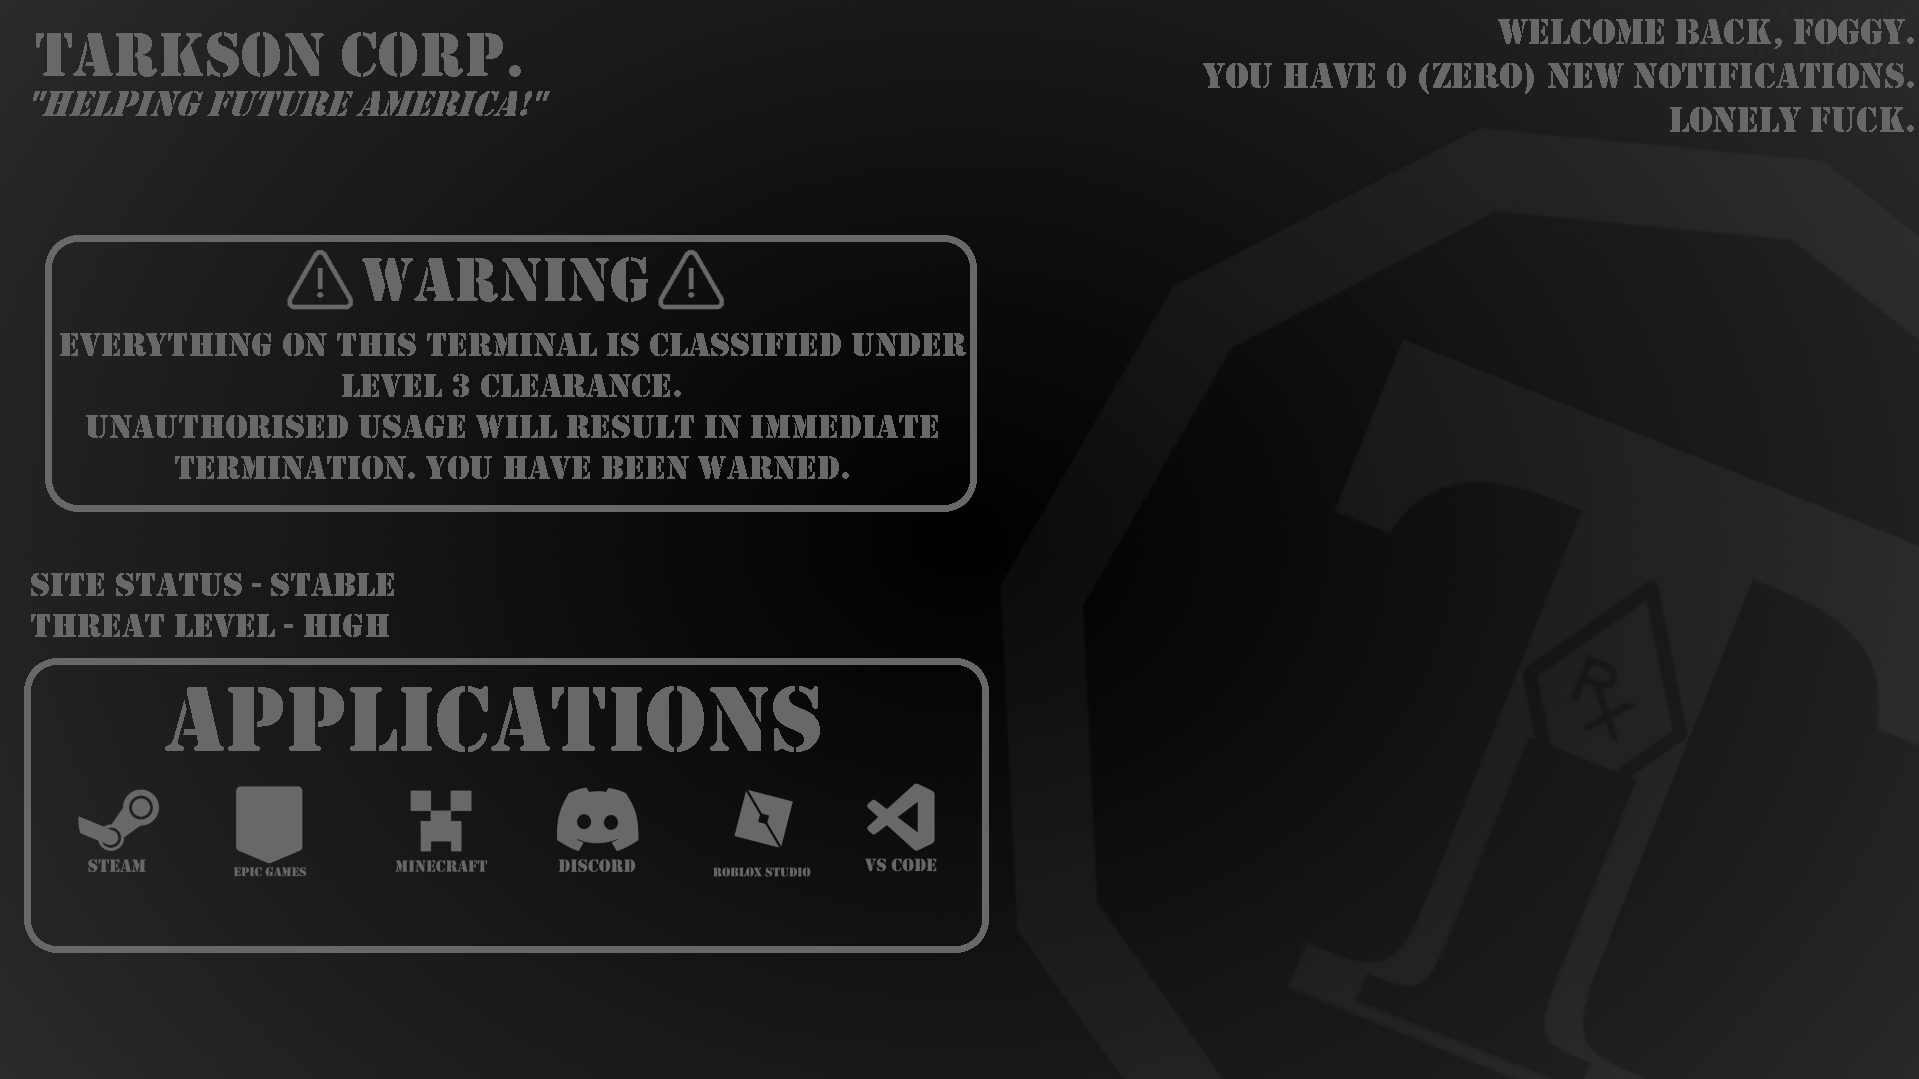 TARKSON CORP.
"HELPING FUTURE AMERICA!"
WELCOME BACK, FOGGY.
YOU HAVE 0 (ZERO) NEW NOTIFICATIONS.
LONELY FUCK.
WARNING
EVERYTHING ON THIS TERMINAL IS CLASSIFIED UNDER
LEVEL 3 CLEARANCE.
UNAUTHORISED USAGE WILL RESULT IN IMMEDIATE
TERMINATION. YOU HAVE BEEN WARNED.
SITE STATUS - STABLE
THREAT LEVEL - HIGH
APPLICATIONS
STEAM
EPIC GAMES
MINECRAFT
DISCORD
ROBLOX STUDIO
VS CODE
T
RX